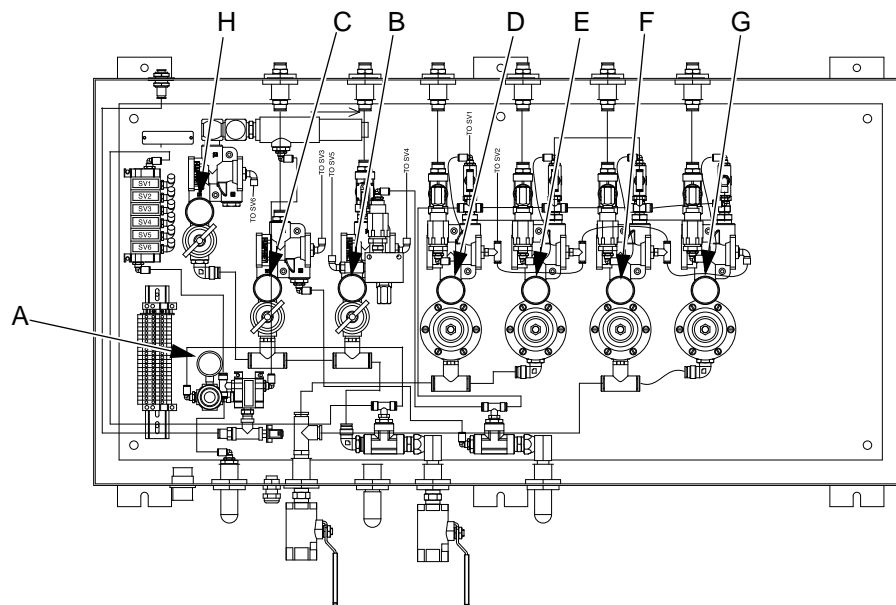 H C B D E F G
TO SV1
TO SV3
TO SV5
TO SV4
TO SV2
SV1
SV2
SV3
SV4
SV5
SV6
TO SV6
A